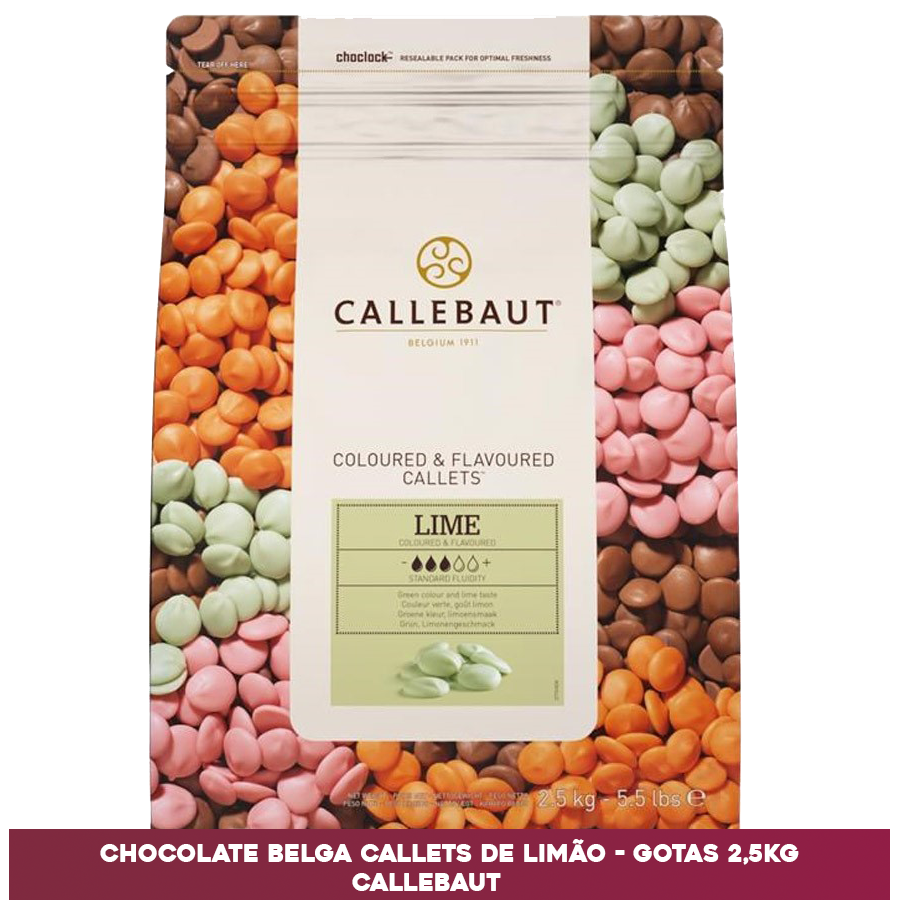 choclock™ RESEALABLE PACK FOR OPTIMAL FRESHNESS
TEAR OFF HERE
CALLEBAUT®
BELGIUM 1911
COLOURED & FLAVOURED
CALLETS™
LIME
COLOURED & FLAVOURED
- +
STANDARD FLUIDITY
Green colour and lime taste
Couleur verte, goût limon
Groene kleur, limoensmaak
Grün, Limonengeschmack
2.5 kg - 5.5 lbs ℮
CHOCOLATE BELGA CALLETS DE LIMÃO - GOTAS 2,5KG
CALLEBAUT